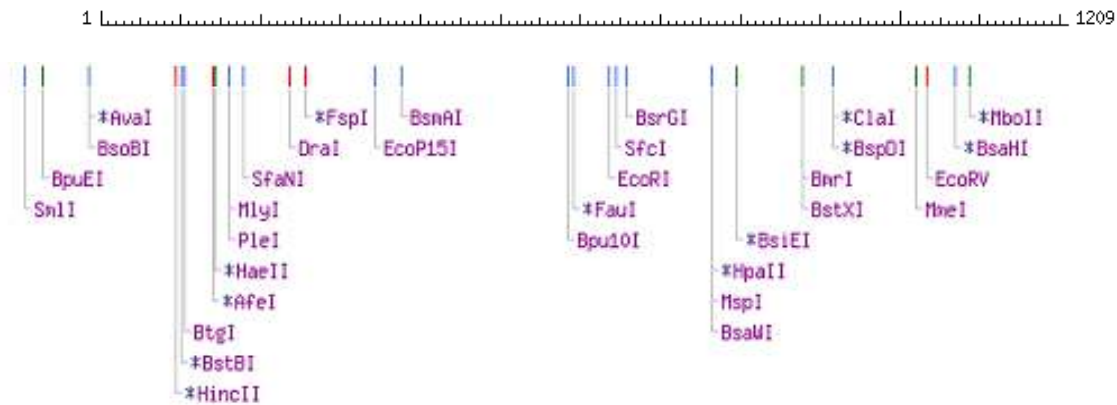 1 1209
*AvaI *FspI BsmAI BsrGI *ClaI *MboII
BsoBI DraI EcoP15I SfcI *BspDI *BsaHI
BpuEI SfaNI EcoRI BmrI EcoRV
SmlI MlyI *FauI BstXI MmeI
PleI Bpu10I *BsiEI
*HaeII *HpaII
*AfeI MspI
BtgI BsaWI
*BstBI
*HincII